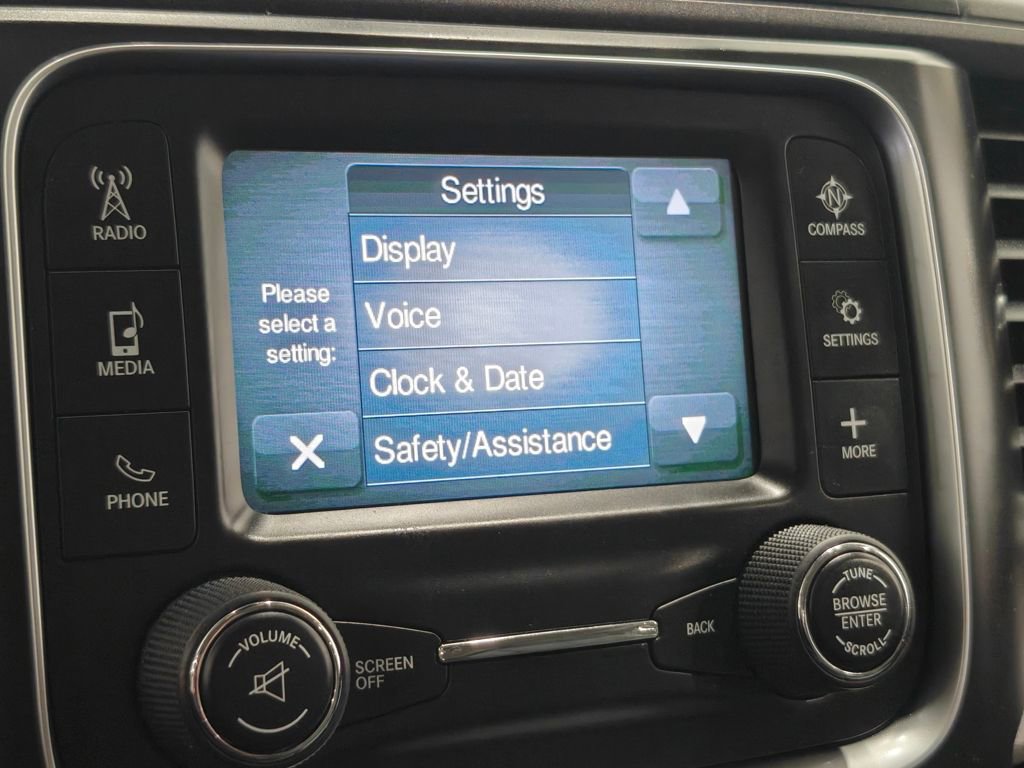 RADIO
MEDIA
PHONE
Settings
Display
Voice
Clock & Date
Safety/Assistance
Please
select a
setting:
N
COMPASS
SETTINGS
MORE
VOLUME
SCREEN
OFF
BACK
TUNE
BROWSE
ENTER
SCROLL